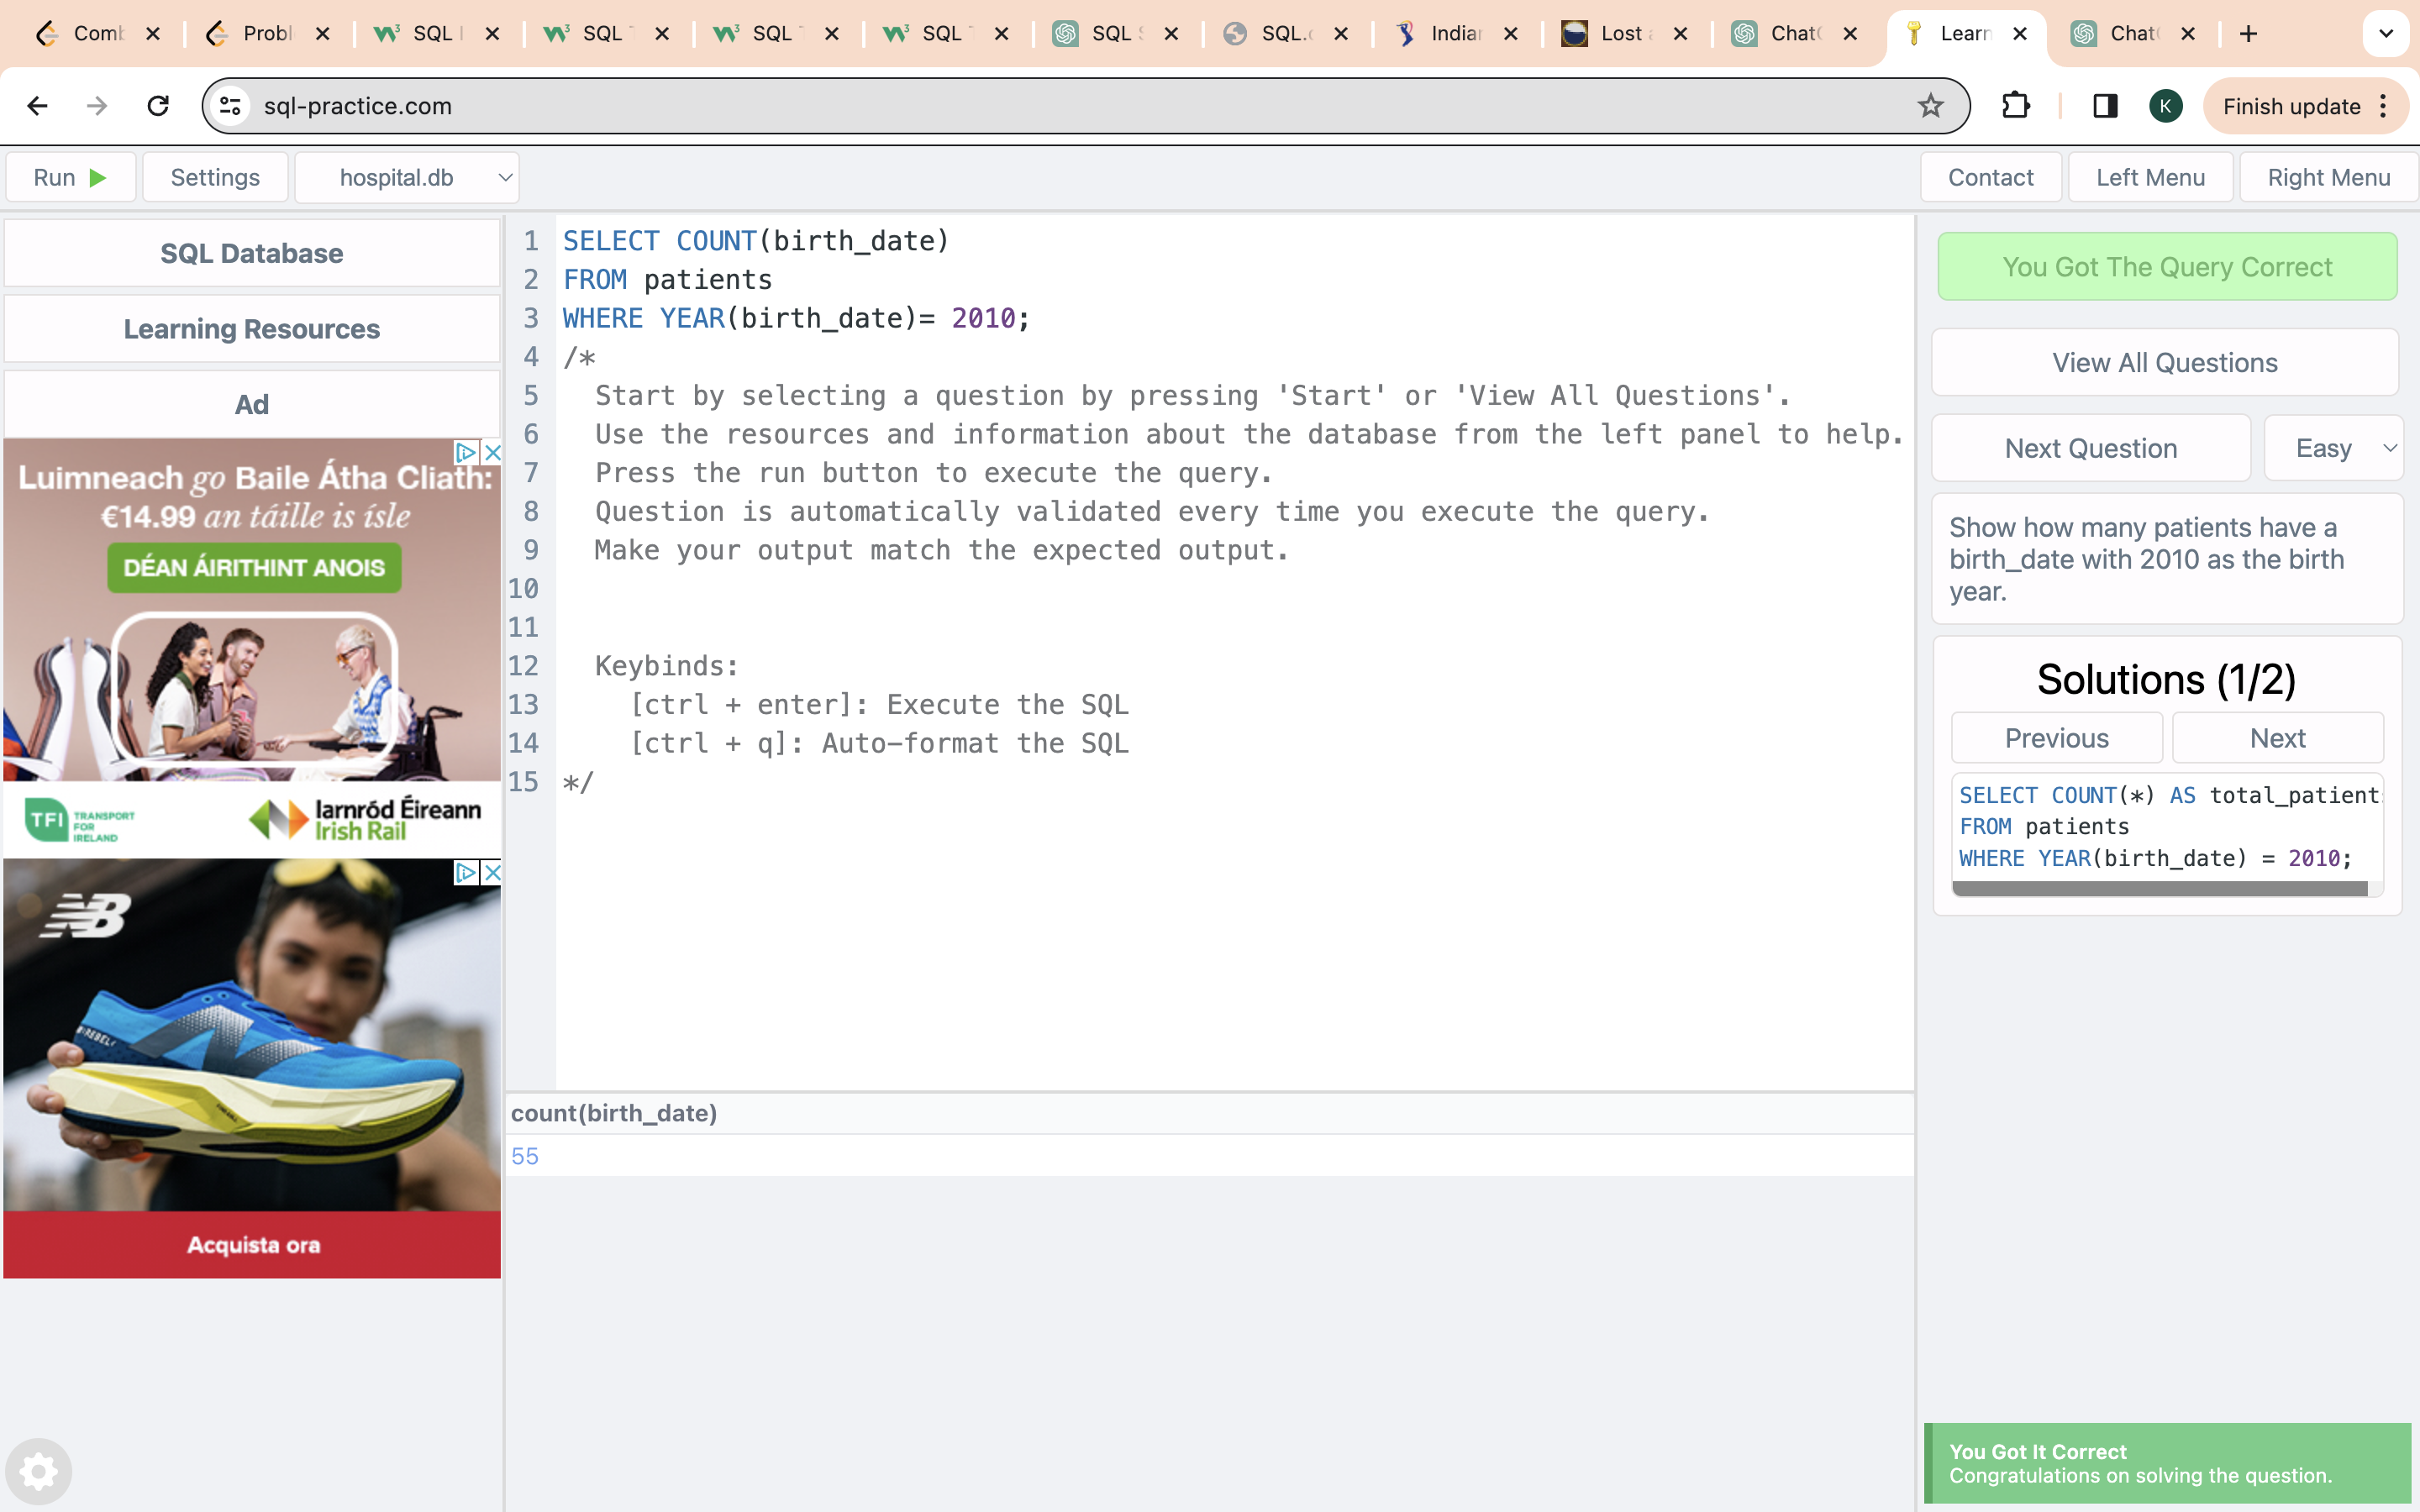 Comb
Probl
SQL
SQL
SQL
SQL
SQL
SQL.
Indian
Lost a
Chat
Learn
Chat
sql-practice.com
K
Finish update
Run
Settings
hospital.db
Contact
Left Menu
Right Menu
SQL Database
Learning Resources
Ad
Luimneach go Baile Átha Cliath:
€14.99 an táille is ísle
DÉAN ÁIRITHINT ANOIS
TFI TRANSPORT
FOR
IRELAND
Iarnród Éireann
Irish Rail
NB
REBEL
Acquista ora
1 SELECT COUNT(birth_date)
2 FROM patients
3 WHERE YEAR(birth_date)= 2010;
4 /*
5 Start by selecting a question by pressing 'Start' or 'View All Questions'.
6 Use the resources and information about the database from the left panel to help.
7 Press the run button to execute the query.
8 Question is automatically validated every time you execute the query.
9 Make your output match the expected output.
10
11
12 Keybinds:
13 [ctrl + enter]: Execute the SQL
14 [ctrl + q]: Auto-format the SQL
15 */
count(birth_date)
55
You Got The Query Correct
View All Questions
Next Question
Easy
Show how many patients have a
birth_date with 2010 as the birth
year.
Solutions (1/2)
Previous
Next
SELECT COUNT(*) AS total_patient
FROM patients
WHERE YEAR(birth_date) = 2010;
You Got It Correct
Congratulations on solving the question.